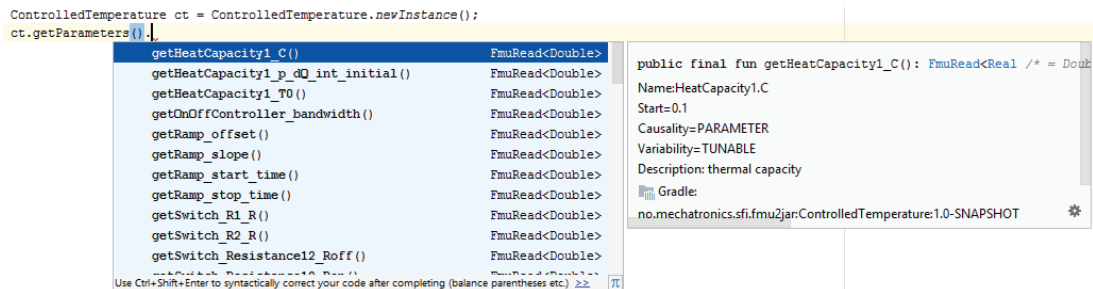 ControlledTemperature ct = ControlledTemperature.newInstance();
ct.getParameters().
getHeatCapacity1_C() FmuRead<Double>
getHeatCapacity1_p_dQ_int_initial() FmuRead<Double>
getHeatCapacity1_T0() FmuRead<Double>
getOnOffController_bandwidth() FmuRead<Double>
getRamp_offset() FmuRead<Double>
getRamp_slope() FmuRead<Double>
getRamp_start_time() FmuRead<Double>
getRamp_stop_time() FmuRead<Double>
getSwitch_R1_R() FmuRead<Double>
getSwitch_R2_R() FmuRead<Double>
getSwitch_Resistance12_Roff() FmuRead<Double>
Use Ctrl+Shift+Enter to syntactically correct your code after completing (balance parentheses etc.) >> π
public final fun getHeatCapacity1_C(): FmuRead<Real /* = Doub
Name:HeatCapacity1.C
Start=0.1
Causality=PARAMETER
Variability=TUNABLE
Description: thermal capacity
Gradle:
no.mechatronics.sfi.fmu2jar:ControlledTemperature:1.0-SNAPSHOT